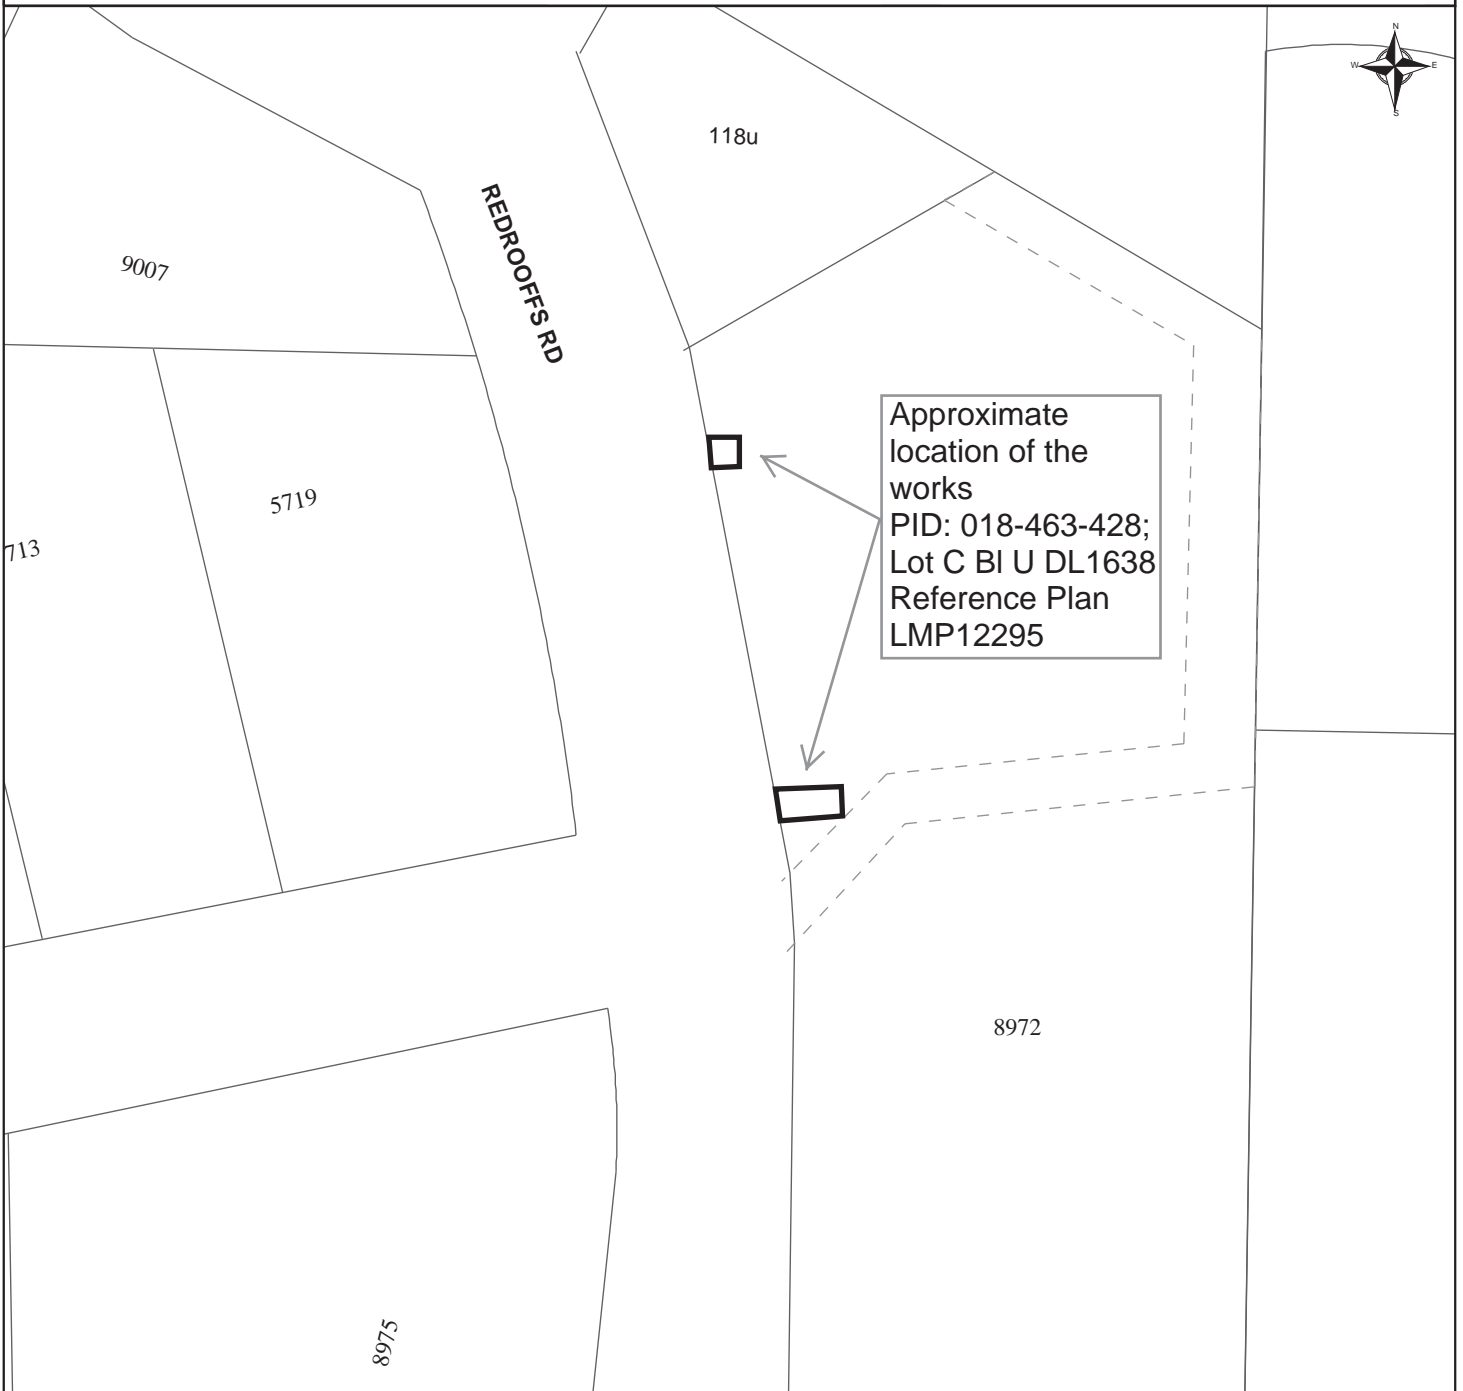 N
W E
S
118u
REDROOFFS RD
9007
Approximate
location of the
works
PID: 018-463-428;
Lot C Bl U DL1638
Reference Plan
LMP12295
5719
713
8972
8975